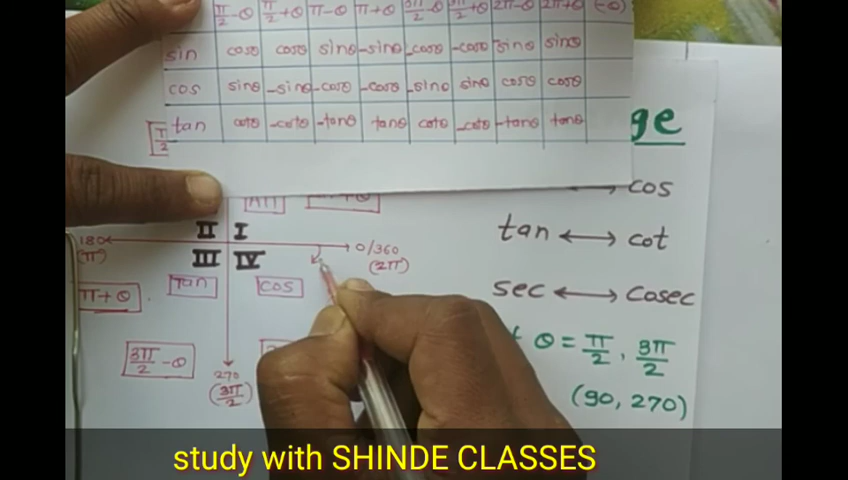 π/2-θ π/2+θ π-θ π+θ 3π/2-θ 3π/2+θ 2π-θ 2π+θ (-θ)
sin cosθ cosθ sinθ -sinθ -cosθ -cosθ -sinθ sinθ
cos sinθ -sinθ -cosθ -cosθ -sinθ sinθ cosθ cosθ
tan cotθ -cotθ -tanθ tanθ cotθ -cotθ -tanθ tanθ
ge
cos
tan ↔ cot
sec ↔ cosec
θ = π/2, 3π/2
(90, 270)
All
II I
180 (π)
0/360 (2π)
III IV
Tan cos
π+θ
3π/2 -θ
270 (3π/2)
study with SHINDE CLASSES